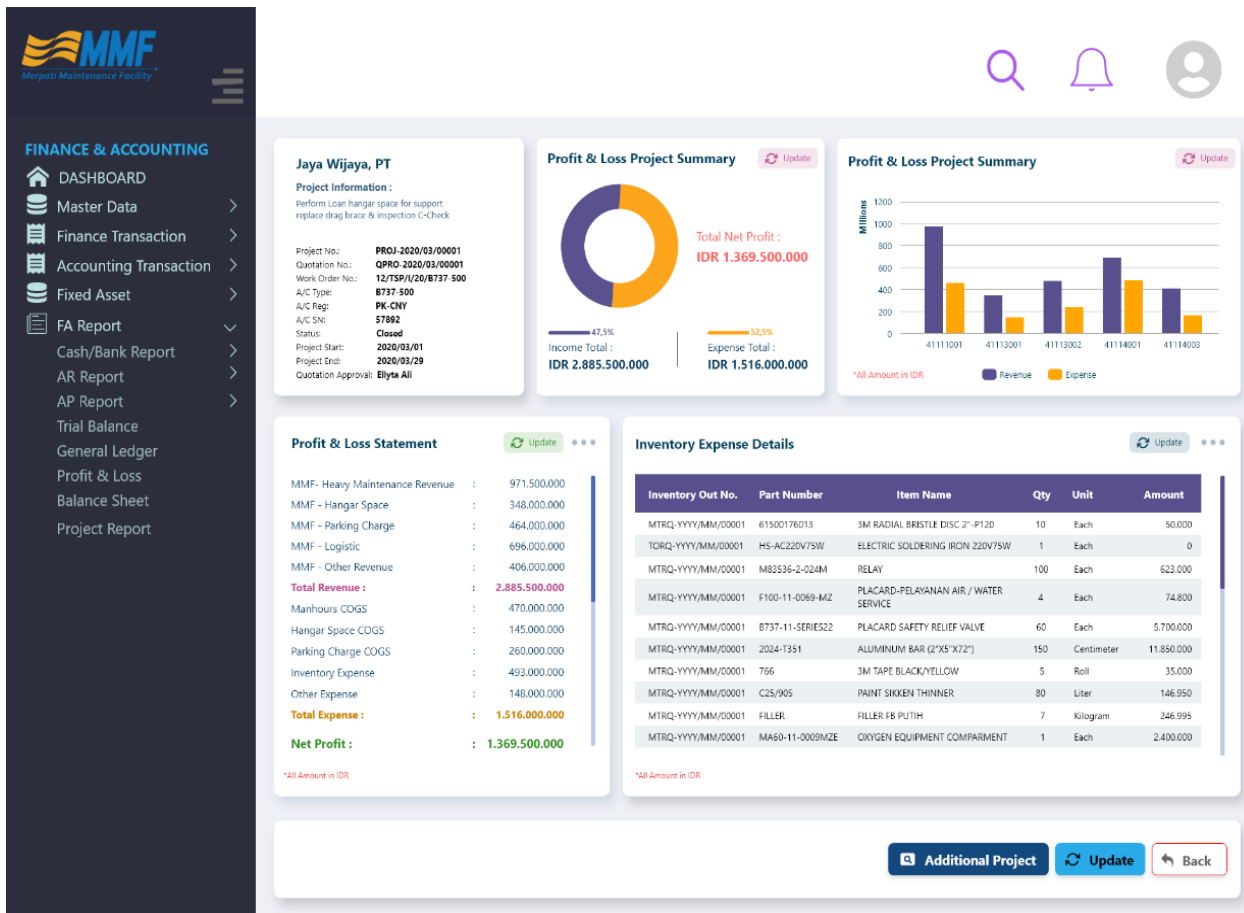 MMF
Merpati Maintenance Facility
FINANCE & ACCOUNTING
DASHBOARD
Master Data
Finance Transaction
Accounting Transaction
Fixed Asset
FA Report
Cash/Bank Report
AR Report
AP Report
Trial Balance
General Ledger
Profit & Loss
Balance Sheet
Project Report
Jaya Wijaya, PT
Project Information :
Perform Loan hangar space for support
replace drag brace & inspection C-Check
Project No.: PROJ-2020/03/00001
Quotation No.: QPRO-2020/03/00001
Work Order No.: 12/TSP/I/20/B737-500
A/C Type: B737-500
A/C Reg: PK-CNY
A/C SN: 57892
Status: Closed
Project Start: 2020/03/01
Project End: 2020/03/29
Quotation Approval: Ellyta Ali
Profit & Loss Project Summary
Update
Total Net Profit :
IDR 1.369.500.000
47,5%
Income Total :
IDR 2.885.500.000
52,5%
Expense Total :
IDR 1.516.000.000
Profit & Loss Project Summary
Update
Millions
1200
1000
800
600
400
200
0
41111001 41113001 41113002 41114001 41114003
*All Amount in IDR
Revenue Expense
Profit & Loss Statement
Update
MMF- Heavy Maintenance Revenue : 971.500.000
MMF - Hangar Space : 348.000.000
MMF - Parking Charge : 464.000.000
MMF - Logistic : 696.000.000
MMF - Other Revenue : 406.000.000
Total Revenue : : 2.885.500.000
Manhours COGS : 470.000.000
Hangar Space COGS : 145.000.000
Parking Charge COGS : 260.000.000
Inventory Expense : 493.000.000
Other Expense : 148.000.000
Total Expense : : 1.516.000.000
Net Profit : : 1.369.500.000
*All Amount in IDR
Inventory Expense Details
Update
Inventory Out No. Part Number Item Name Qty Unit Amount
MTRQ-YYYY/MM/00001 61500176013 3M RADIAL BRISTLE DISC 2"-P120 10 Each 50.000
TORQ-YYYY/MM/00001 HS-AC220V75W ELECTRIC SOLDERING IRON 220V75W 1 Each 0
MTRQ-YYYY/MM/00001 M83536-2-024M RELAY 100 Each 623.000
MTRQ-YYYY/MM/00001 F100-11-0069-MZ PLACARD-PELAYANAN AIR / WATER SERVICE 4 Each 74.800
MTRQ-YYYY/MM/00001 B737-11-SERIES22 PLACARD SAFETY RELIEF VALVE 60 Each 5.700.000
MTRQ-YYYY/MM/00001 2024-T351 ALUMINUM BAR (2"X5"X72") 150 Centimeter 11.850.000
MTRQ-YYYY/MM/00001 766 3M TAPE BLACK/YELLOW 5 Roll 35.000
MTRQ-YYYY/MM/00001 C25/90S PAINT SIKKEN THINNER 80 Liter 146.950
MTRQ-YYYY/MM/00001 FILLER FILLER FB PUTIH 7 Kilogram 246.995
MTRQ-YYYY/MM/00001 MA60-11-0009MZE OXYGEN EQUIPMENT COMPARMENT 1 Each 2.400.000
*All Amount in IDR
Additional Project
Update
Back